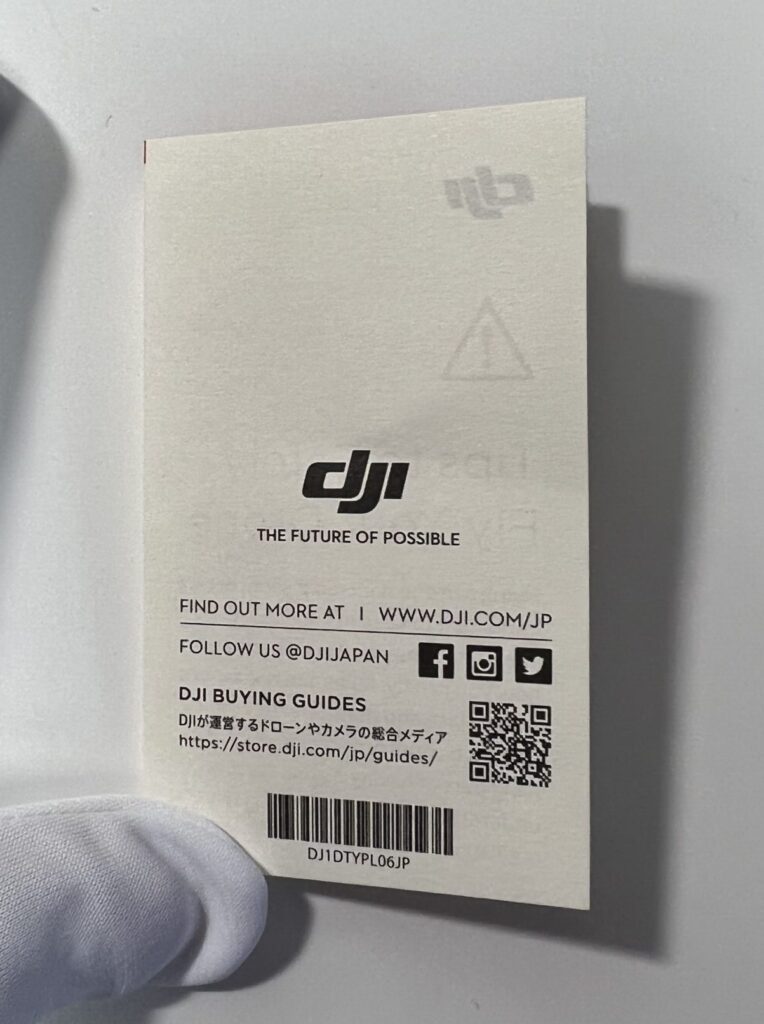 dji
THE FUTURE OF POSSIBLE
FIND OUT MORE AT | WWW.DJI.COM/JP
FOLLOW US @DJIJAPAN
DJI BUYING GUIDES
DJIが運営するドローンやカメラの総合メディア
https://store.dji.com/jp/guides/
DJ1DTYPL06JP